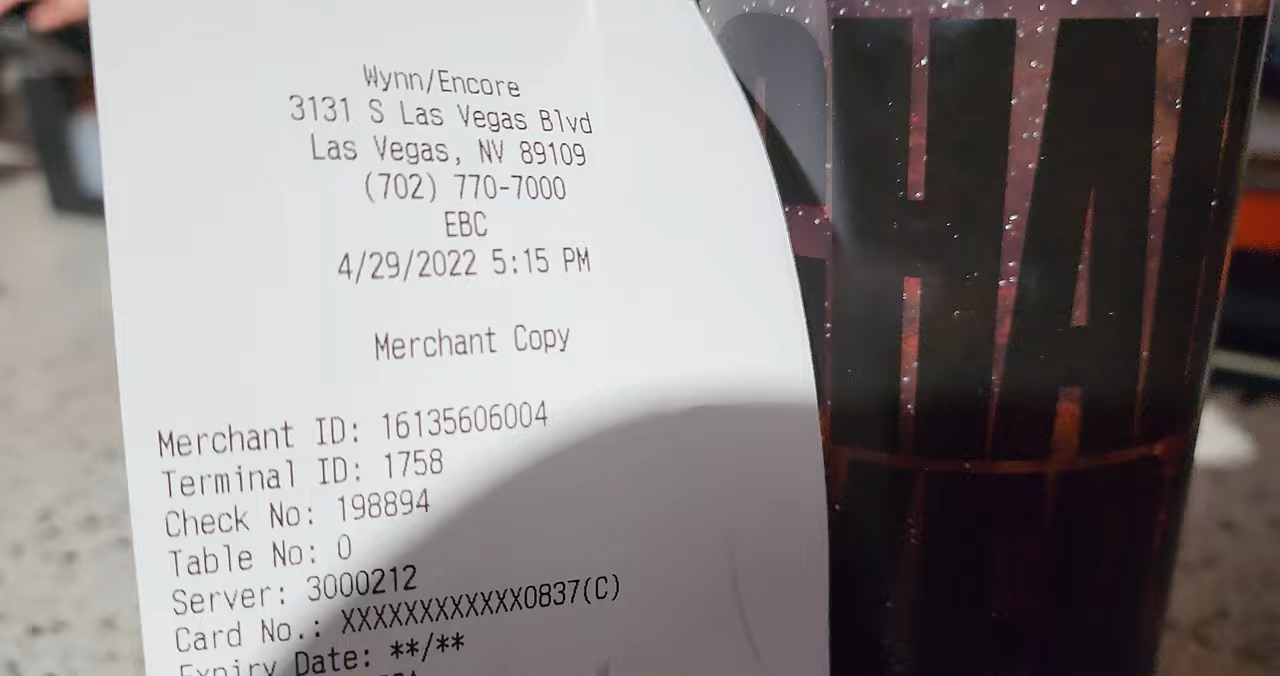 Wynn/Encore
3131 S Las Vegas Blvd
Las Vegas, NV 89109
(702) 770-7000
EBC
4/29/2022 5:15 PM
Merchant Copy
Merchant ID: 16135606004
Terminal ID: 1758
Check No: 198894
Table No: 0
Server: 3000212
Card No.: XXXXXXXXXXXX0837(C)
Expiry Date: **/**
HA